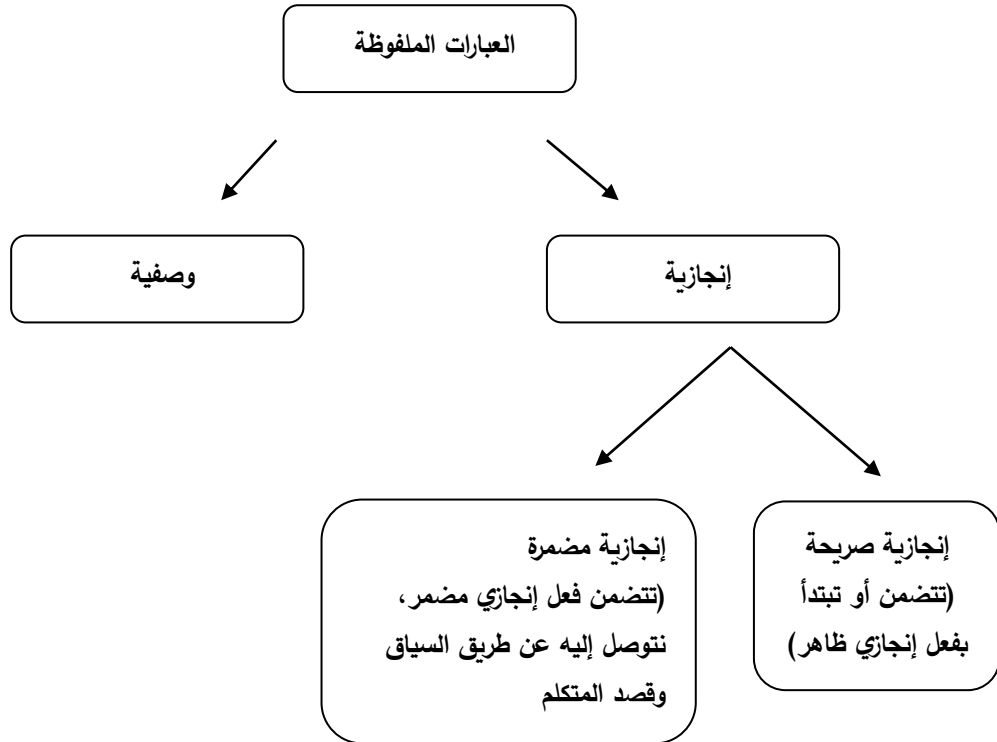 العبارات الملفوظة
إنجازية
وصفية
إنجازية صريحة
(تتضمن أو تبتدأ
بفعل إنجازي ظاهر)
إنجازية مضمرة
(تتضمن فعل إنجازي مضمر،
نتوصل إليه عن طريق السياق
وقصد المتكلم